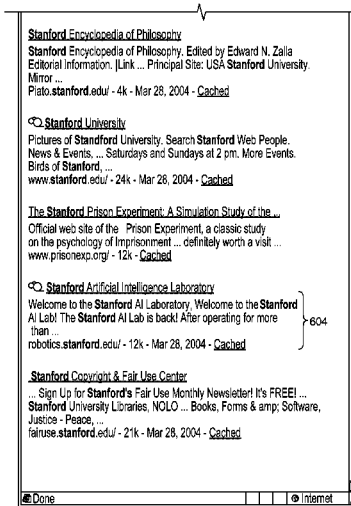 Stanford Encyclopedia of Philosophy
Stanford Encyclopedia of Philosophy. Edited by Edward N. Zalla
Editorial Information. |Link ... Principal Site: USA Stanford University.
Mirror ...
Plato.stanford.edu/ - 4k - Mar 28, 2004 - Cached
Stanford University
Pictures of Standford University. Search Stanford Web People.
News & Events, ... Saturdays and Sundays at 2 pm. More Events.
Birds of Stanford, ...
www.stanford.edu/ - 24k - Mar 28, 2004 - Cached
The Stanford Prison Experiment: A Simulation Study of the ...
Official web site of the Prison Experiment, a classic study
on the psychology of Imprisonment ... definitely worth a visit ...
www.prisonexp.org/ - 12k - Cached
Stanford Artificial Intelligence Laboratory
Welcome to the Stanford AI Laboratory, Welcome to the Stanford
AI Lab! The Stanford AI Lab is back! After operating for more
than ...
robotics.stanford.edu/ - 12k - Mar 28, 2004 - Cached
604
Stanford Copyright & Fair Use Center
... Sign Up for Stanford's Fair Use Monthly Newsletter! It's FREE! ...
Stanford University Libraries, NOLO ... Books, Forms & amp; Software,
Justice - Peace, ...
fairuse.stanford.edu/ - 21k - Mar 28, 2004 - Cached
Done Internet